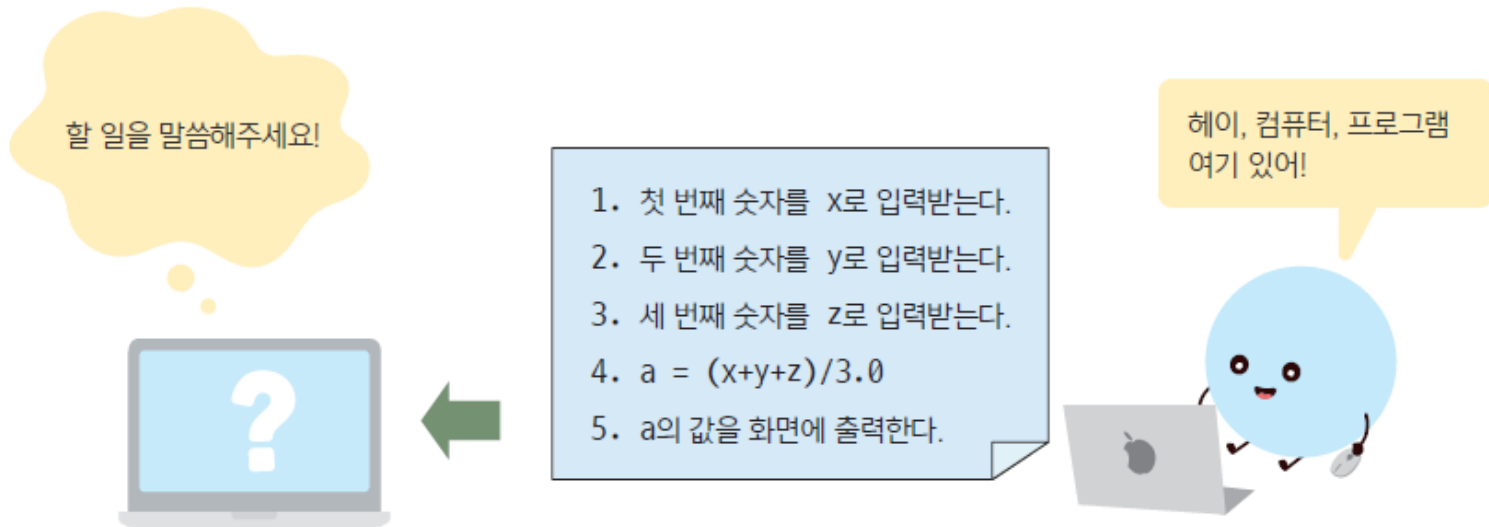 할 일을 말씀해주세요!
헤이, 컴퓨터, 프로그램
여기 있어!
1. 첫 번째 숫자를 x로 입력받는다.
2. 두 번째 숫자를 y로 입력받는다.
3. 세 번째 숫자를 z로 입력받는다.
4. a = (x+y+z)/3.0
5. a의 값을 화면에 출력한다.
?